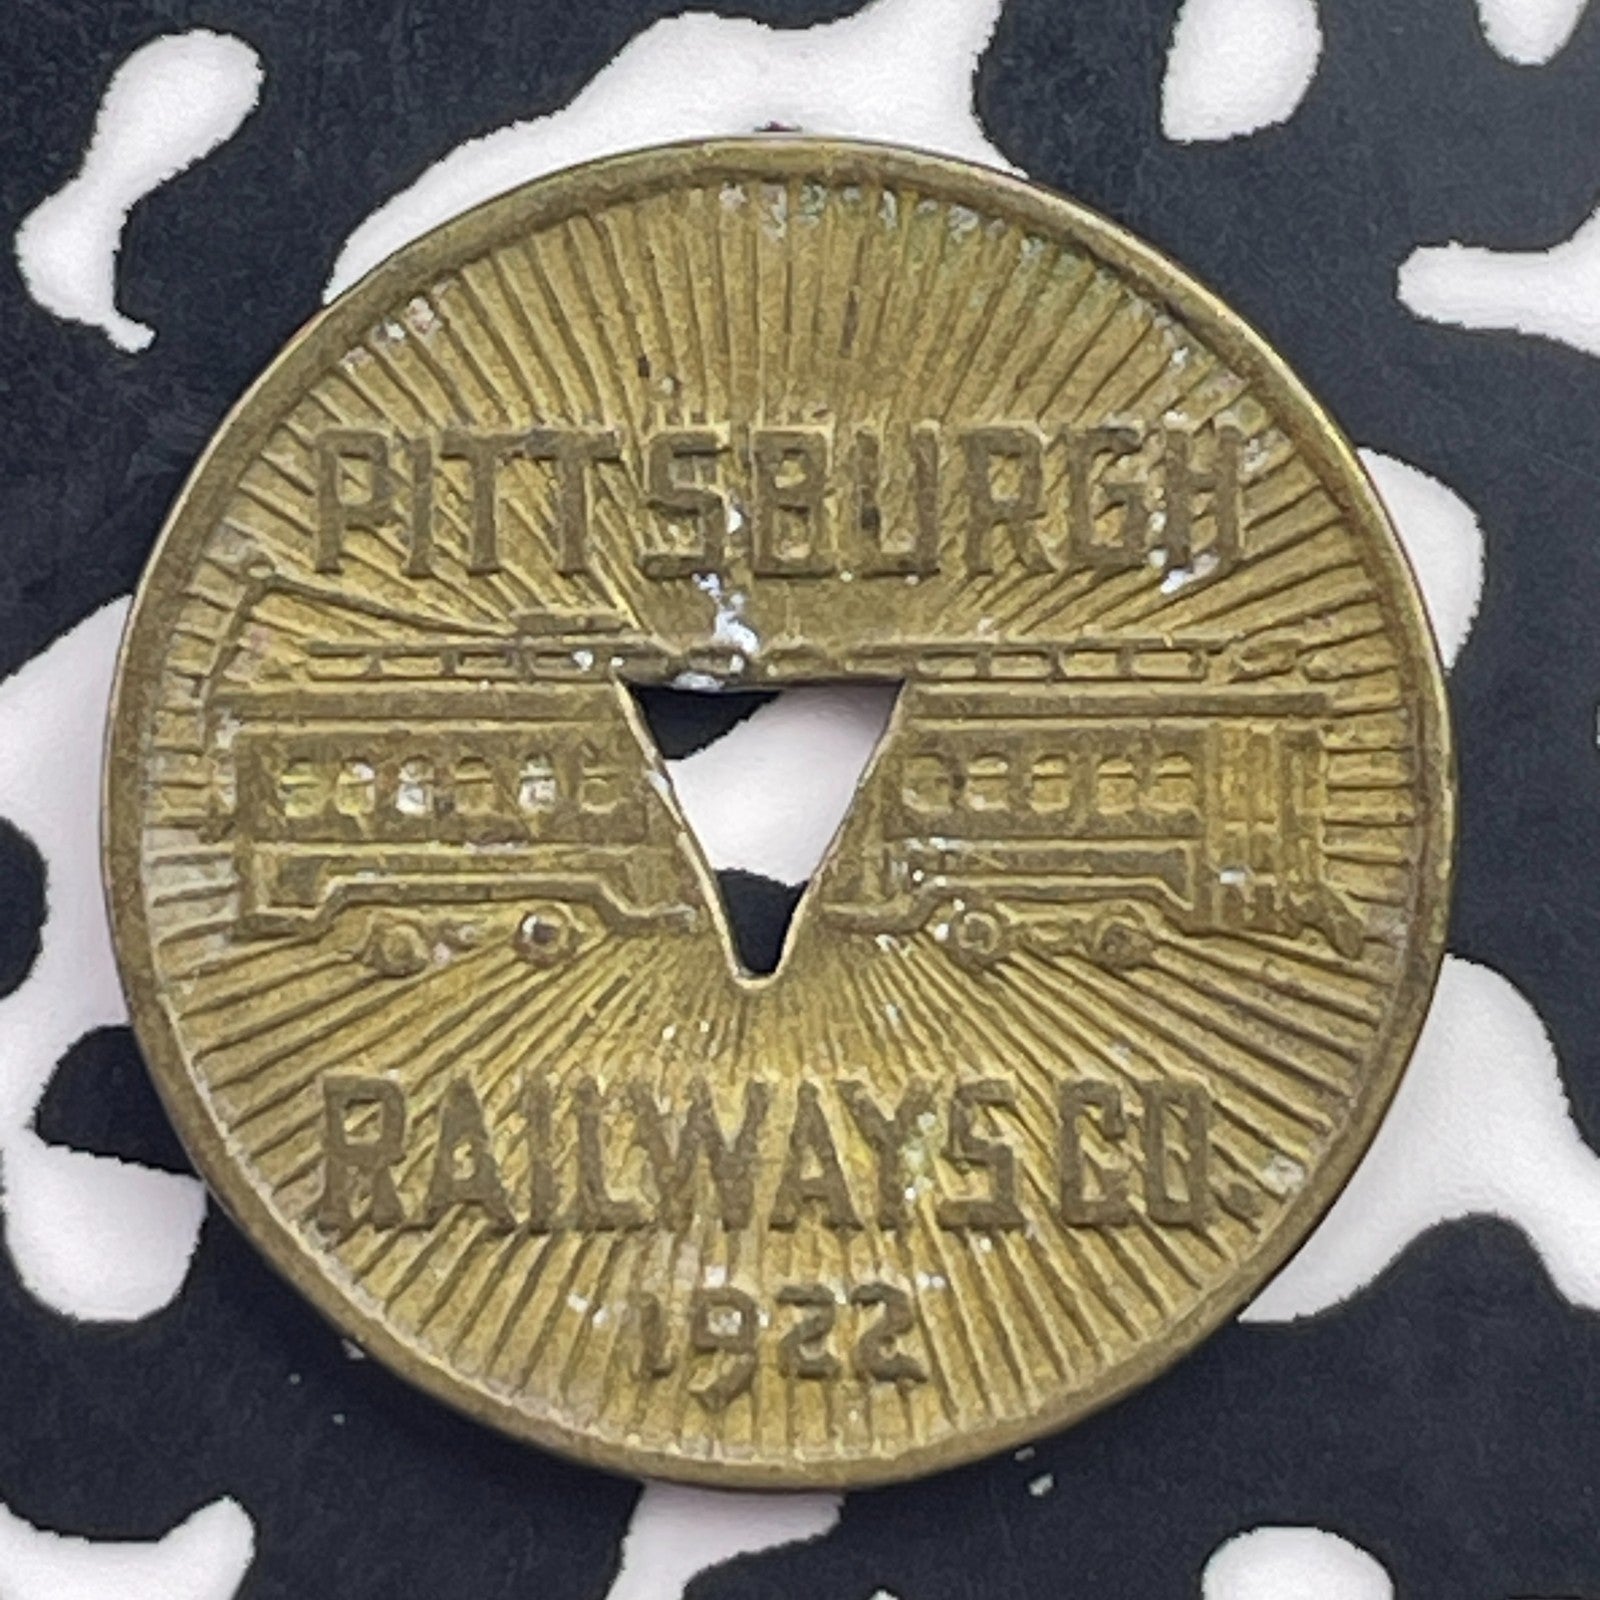 PITTSBURGH
RAILWAYS CO.
1922